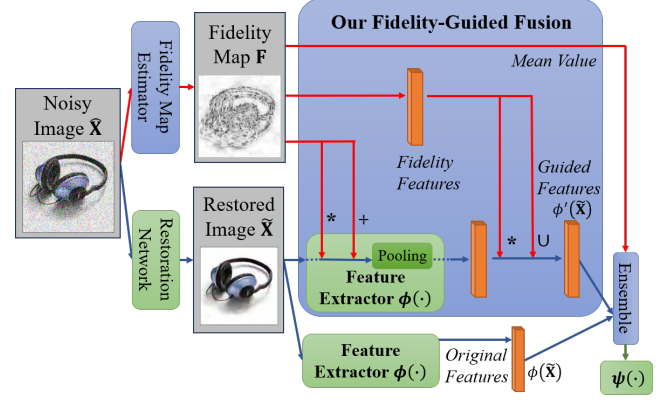 Our Fidelity-Guided Fusion
Fidelity Map
Estimator
Fidelity
Map F
Mean Value
Noisy
Image X̂
Fidelity
Features
Guided
Features
ϕ′(X̃)
* +
* ∪
Restoration
Network
Restored
Image X̃
Pooling
Feature
Extractor ϕ(·)
Ensemble
Feature
Extractor ϕ(·)
Original
Features
ϕ(X̃)
ψ(·)